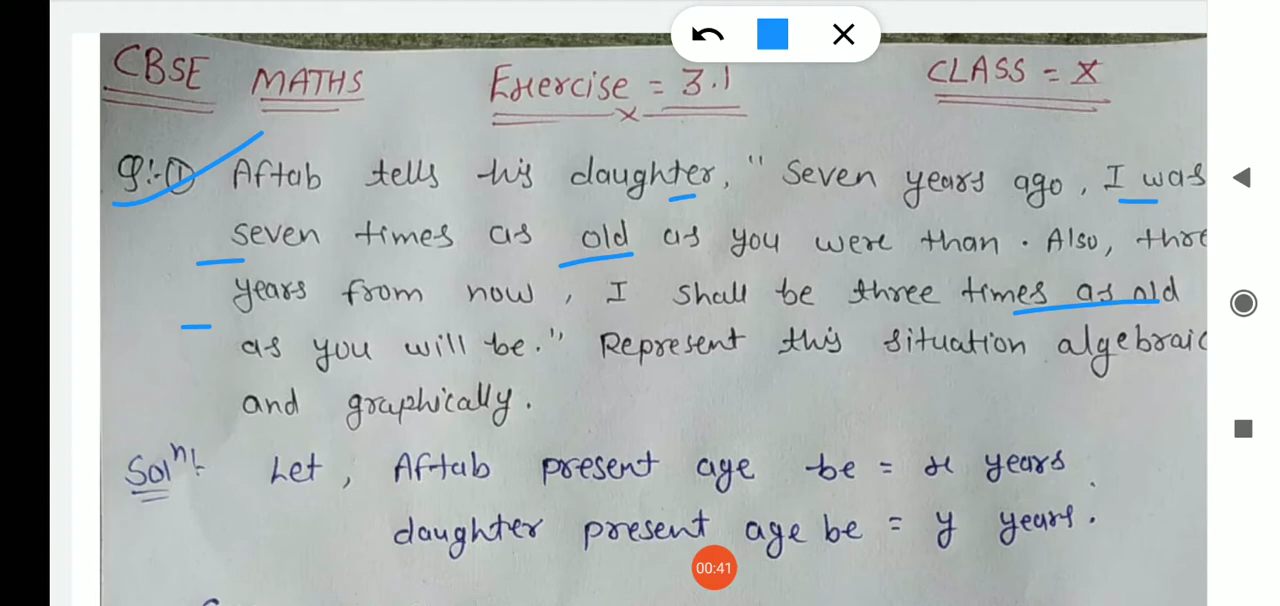 CBSE MATHS Exercise = 3.1 CLASS = X
Q:-① Aftab tells his daughter, "Seven years ago, I was
seven times as old as you were than. Also, thre
years from now, I shall be three times as old
as you will be." Represent this situation algebraic
and graphically.
Solⁿ:- Let, Aftab present age be = x years
daughter present age be = y years.
00:41